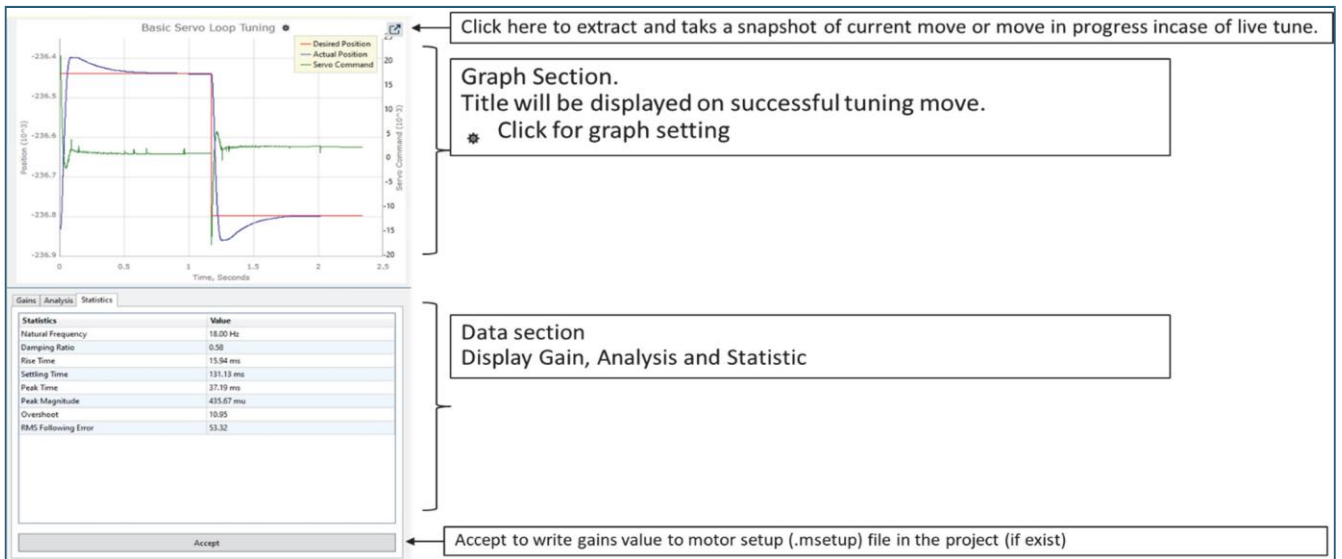 Basic Servo Loop Tuning
Click here to extract and taks a snapshot of current move or move in progress incase of live tune.
Desired Position
Actual Position
Servo Command
-236.4
-236.5
-236.6
-236.7
-236.8
-236.9
Position (10^3)
25
20
15
10
5
0
-5
-10
-15
-20
Servo Command (10^3)
0 0.5 1 1.5 2 2.5
Time, Seconds
Graph Section.
Title will be displayed on successful tuning move.
Click for graph setting
Gains Analysis Statistics
Statistics Value
Natural Frequency 18.00 Hz
Damping Ratio 0.58
Rise Time 15.94 ms
Settling Time 131.13 ms
Peak Time 37.19 ms
Peak Magnitude 435.67 mu
Overshoot 10.95
RMS Following Error 53.32
Data section
Display Gain, Analysis and Statistic
Accept
Accept to write gains value to motor setup (.msetup) file in the project (if exist)